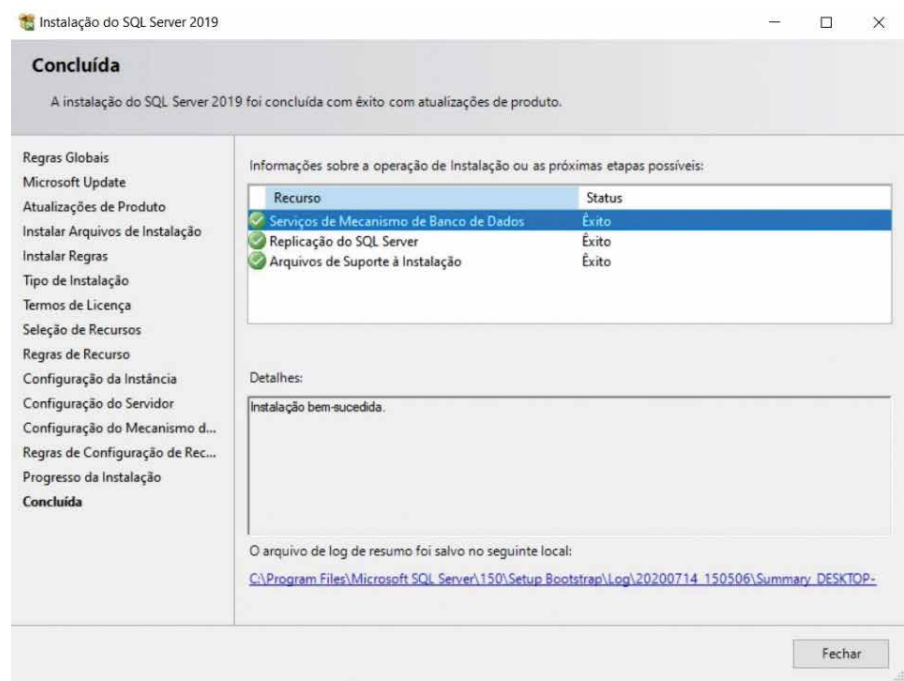 Instalação do SQL Server 2019
Concluída
A instalação do SQL Server 2019 foi concluída com êxito com atualizações de produto.
Regras Globais
Microsoft Update
Atualizações de Produto
Instalar Arquivos de Instalação
Instalar Regras
Tipo de Instalação
Termos de Licença
Seleção de Recursos
Regras de Recurso
Configuração da Instância
Configuração do Servidor
Configuração do Mecanismo d...
Regras de Configuração de Rec...
Progresso da Instalação
Concluída
Informações sobre a operação de Instalação ou as próximas etapas possíveis:
Recurso Status
Serviços de Mecanismo de Banco de Dados Êxito
Replicação do SQL Server Êxito
Arquivos de Suporte à Instalação Êxito
Detalhes:
Instalação bem-sucedida.
O arquivo de log de resumo foi salvo no seguinte local:
C:\Program Files\Microsoft SQL Server\150\Setup Bootstrap\Log\20200714_150506\Summary_DESKTOP-
Fechar